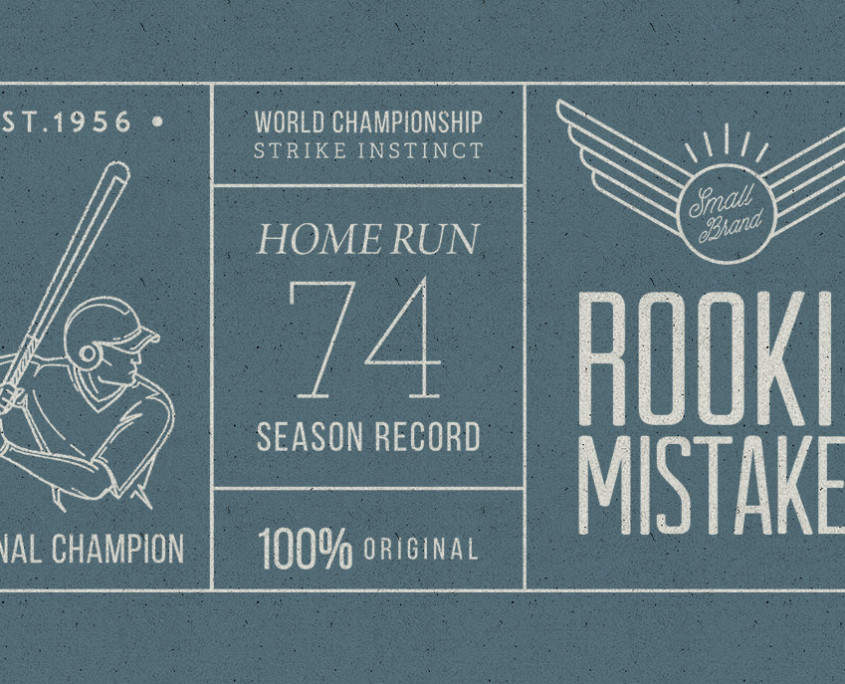 ST.1956 •
NAL CHAMPION
WORLD CHAMPIONSHIP
STRIKE INSTINCT
HOME RUN
74
SEASON RECORD
100% ORIGINAL
Small
Brand
ROOKI
MISTAKE